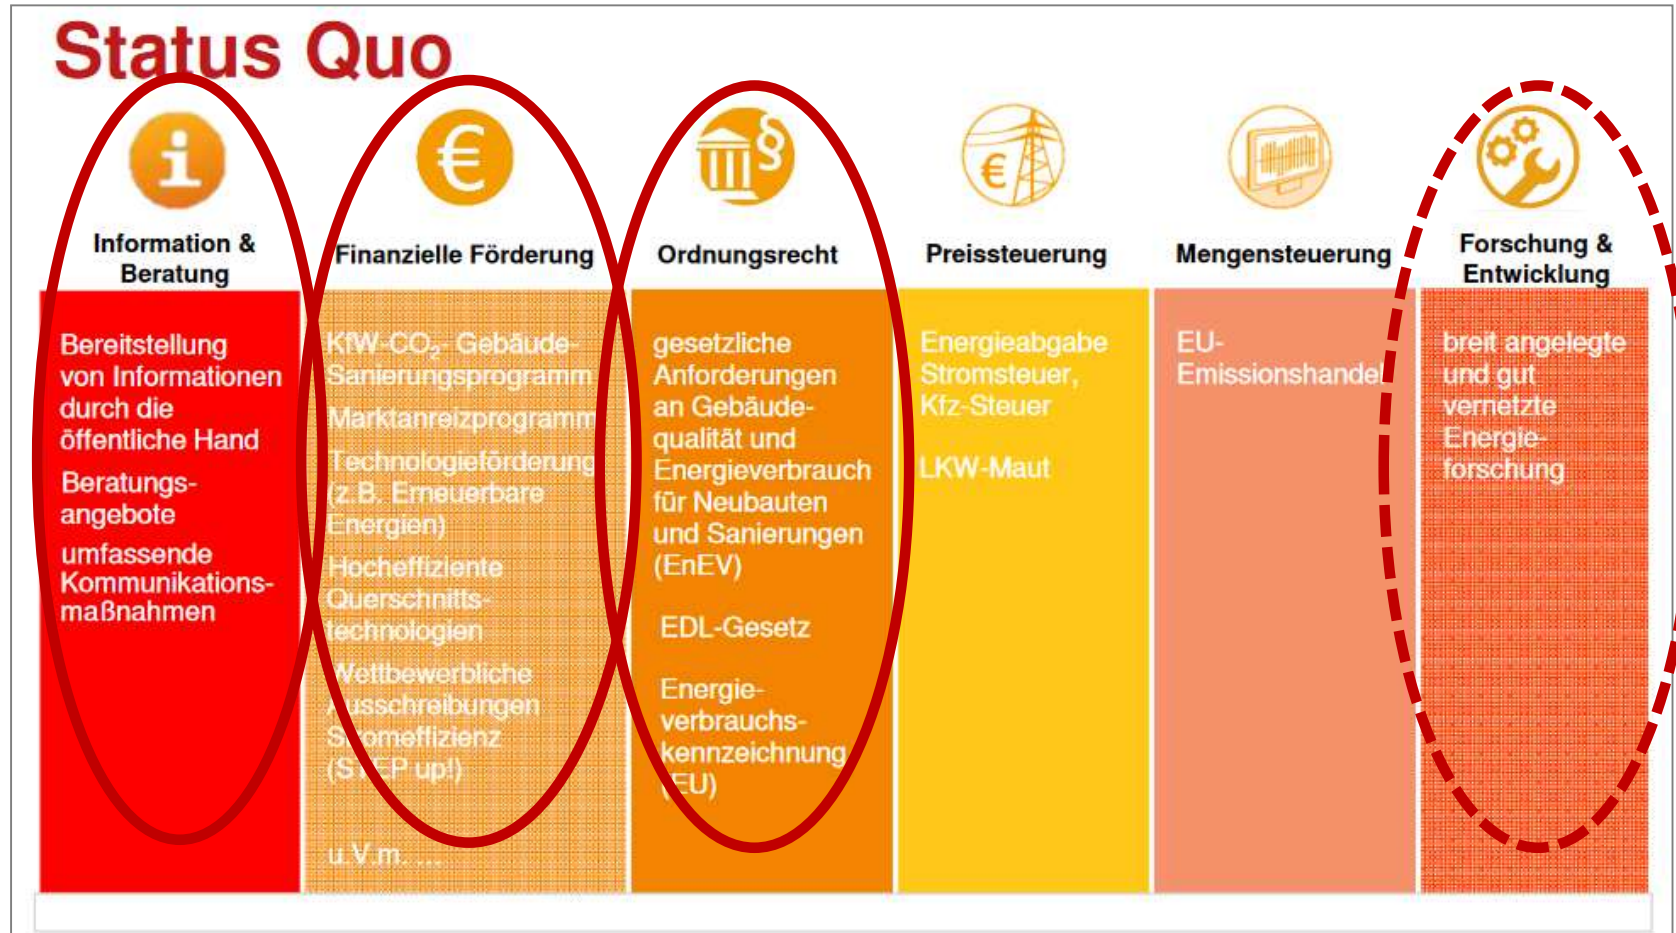 Status Quo
Information &
Beratung
Bereitstellung
von Informationen
durch die
öffentliche Hand
Beratungs-
angebote
umfassende
Kommunikations-
maßnahmen
Finanzielle Förderung
KfW-CO₂- Gebäude-
Sanierungsprogramm
Marktanreizprogramm
Technologieförderung
(z.B. Erneuerbare
Energien)
Hocheffiziente
Querschnitts-
technologien
Wettbewerbliche
Ausschreibungen
Stromeffizienz
(STEP up!)
u.V.m. ...
Ordnungsrecht
gesetzliche
Anforderungen
an Gebäude-
qualität und
Energieverbrauch
für Neubauten
und Sanierungen
(EnEV)
EDL-Gesetz
Energie-
verbrauchs-
kennzeichnung
(EU)
Preissteuerung
Energieabgabe
Stromsteuer,
Kfz-Steuer
LKW-Maut
Mengensteuerung
EU-
Emissionshandel
Forschung &
Entwicklung
breit angelegte
und gut
vernetzte
Energie-
forschung